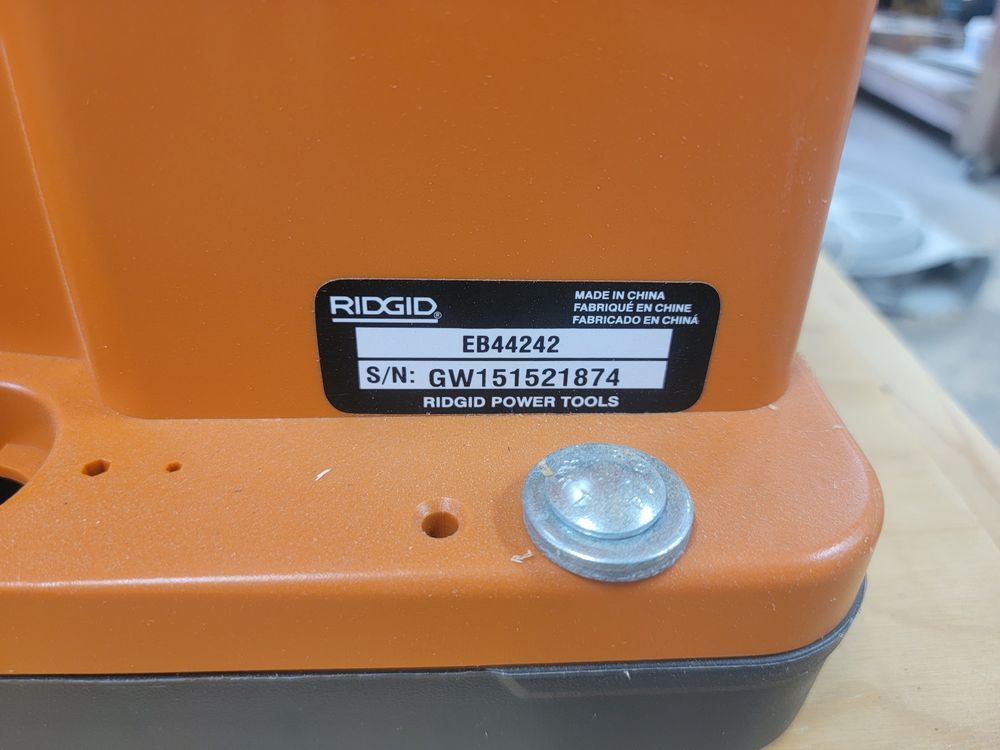 RIDGID®
MADE IN CHINA
FABRIQUÉ EN CHINE
FABRICADO EN CHINA
EB44242
S/N: GW151521874
RIDGID POWER TOOLS